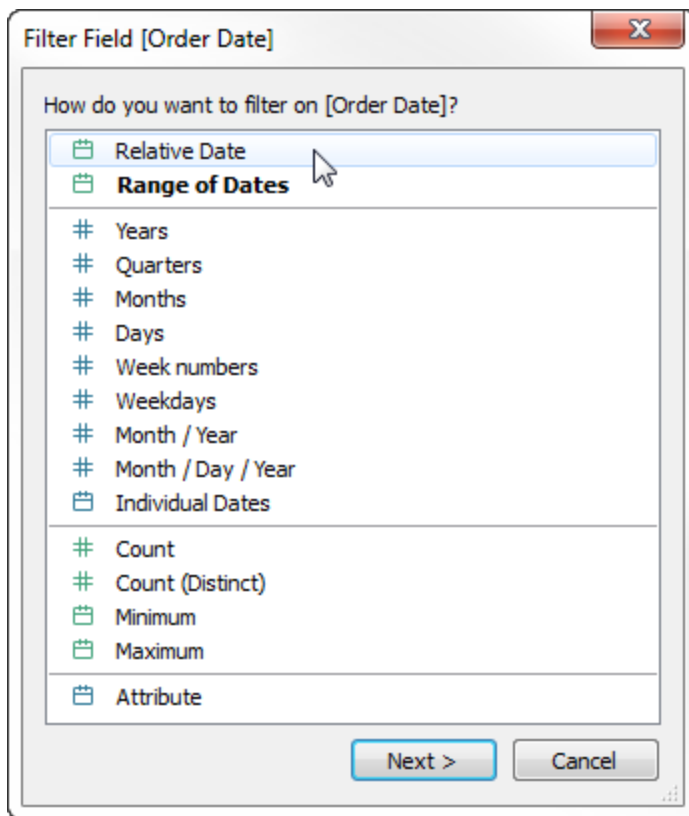 Filter Field [Order Date]
How do you want to filter on [Order Date]?
Relative Date
Range of Dates
Years
Quarters
Months
Days
Week numbers
Weekdays
Month / Year
Month / Day / Year
Individual Dates
Count
Count (Distinct)
Minimum
Maximum
Attribute
Next >
Cancel